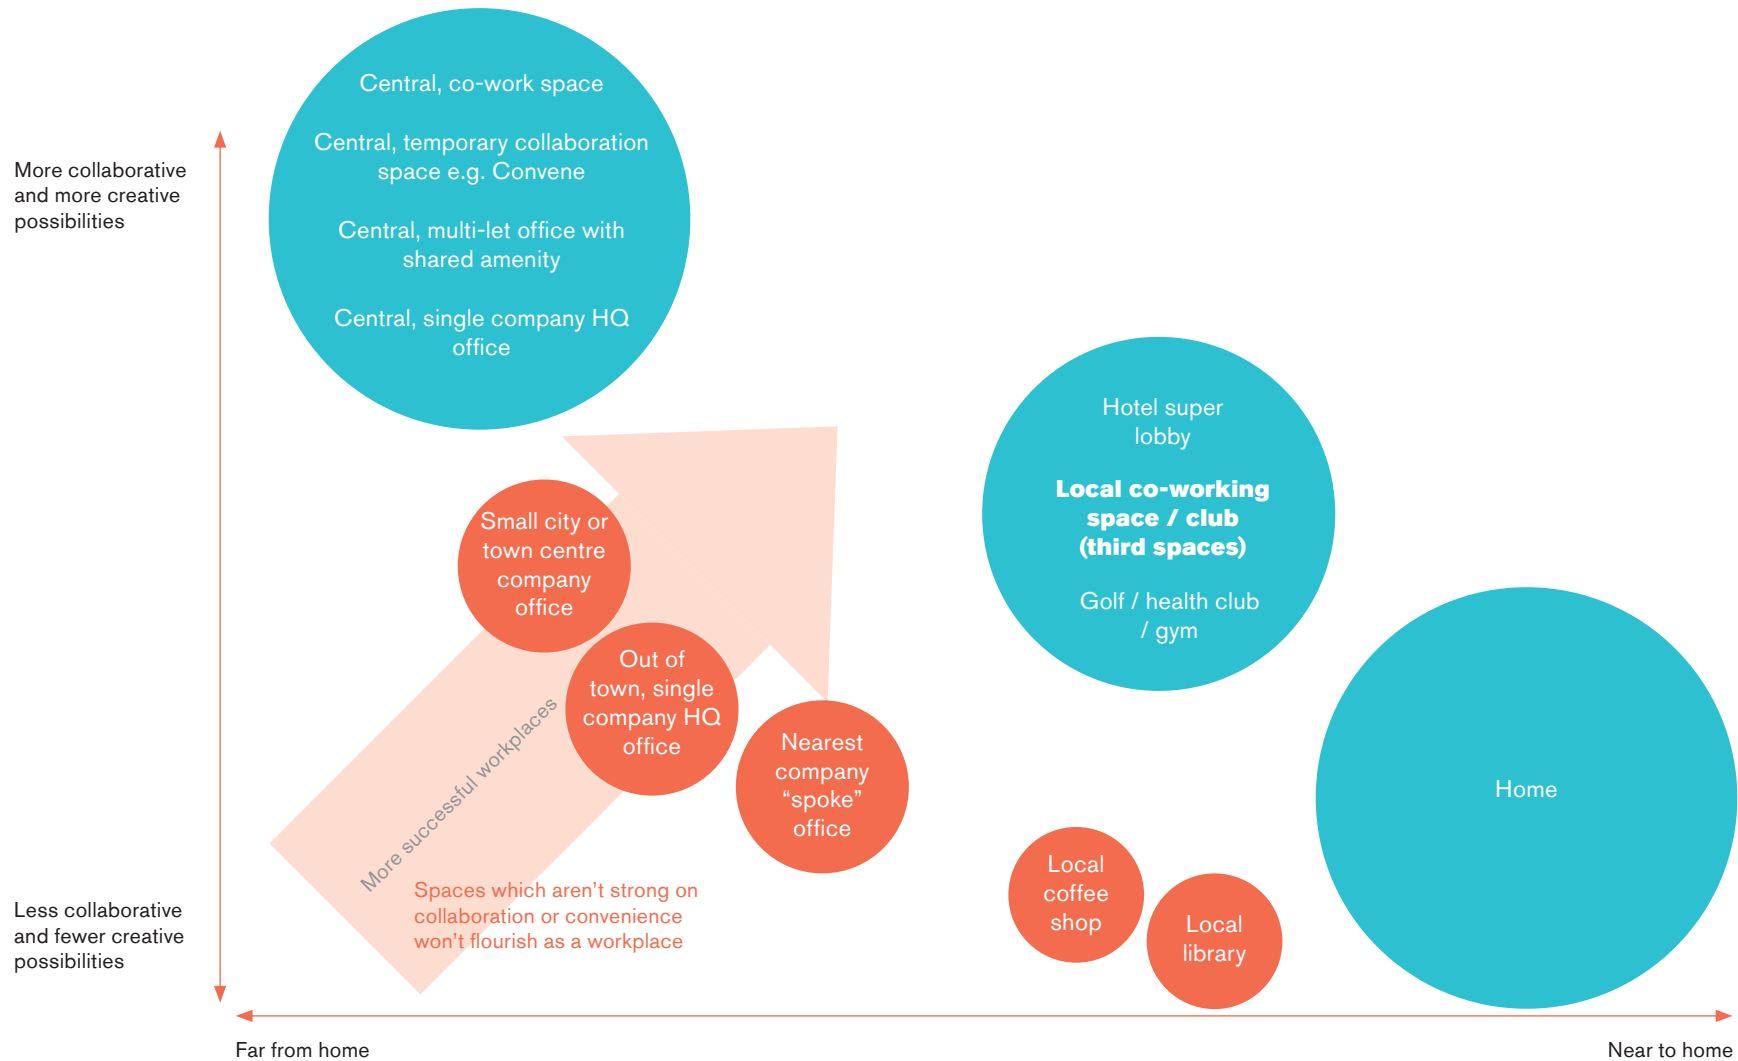 Central, co-work space
Central, temporary collaboration
space e.g. Convene
Central, multi-let office with
shared amenity
Central, single company HQ
office
More collaborative
and more creative
possibilities
Hotel super
lobby
Local co-working
space / club
(third spaces)
Golf / health club
/ gym
Small city or
town centre
company
office
Out of
town, single
company HQ
office
Nearest
company
“spoke”
office
Home
More successful workplaces
Local
coffee
shop
Local
library
Spaces which aren’t strong on
collaboration or convenience
won’t flourish as a workplace
Less collaborative
and fewer creative
possibilities
Far from home
Near to home